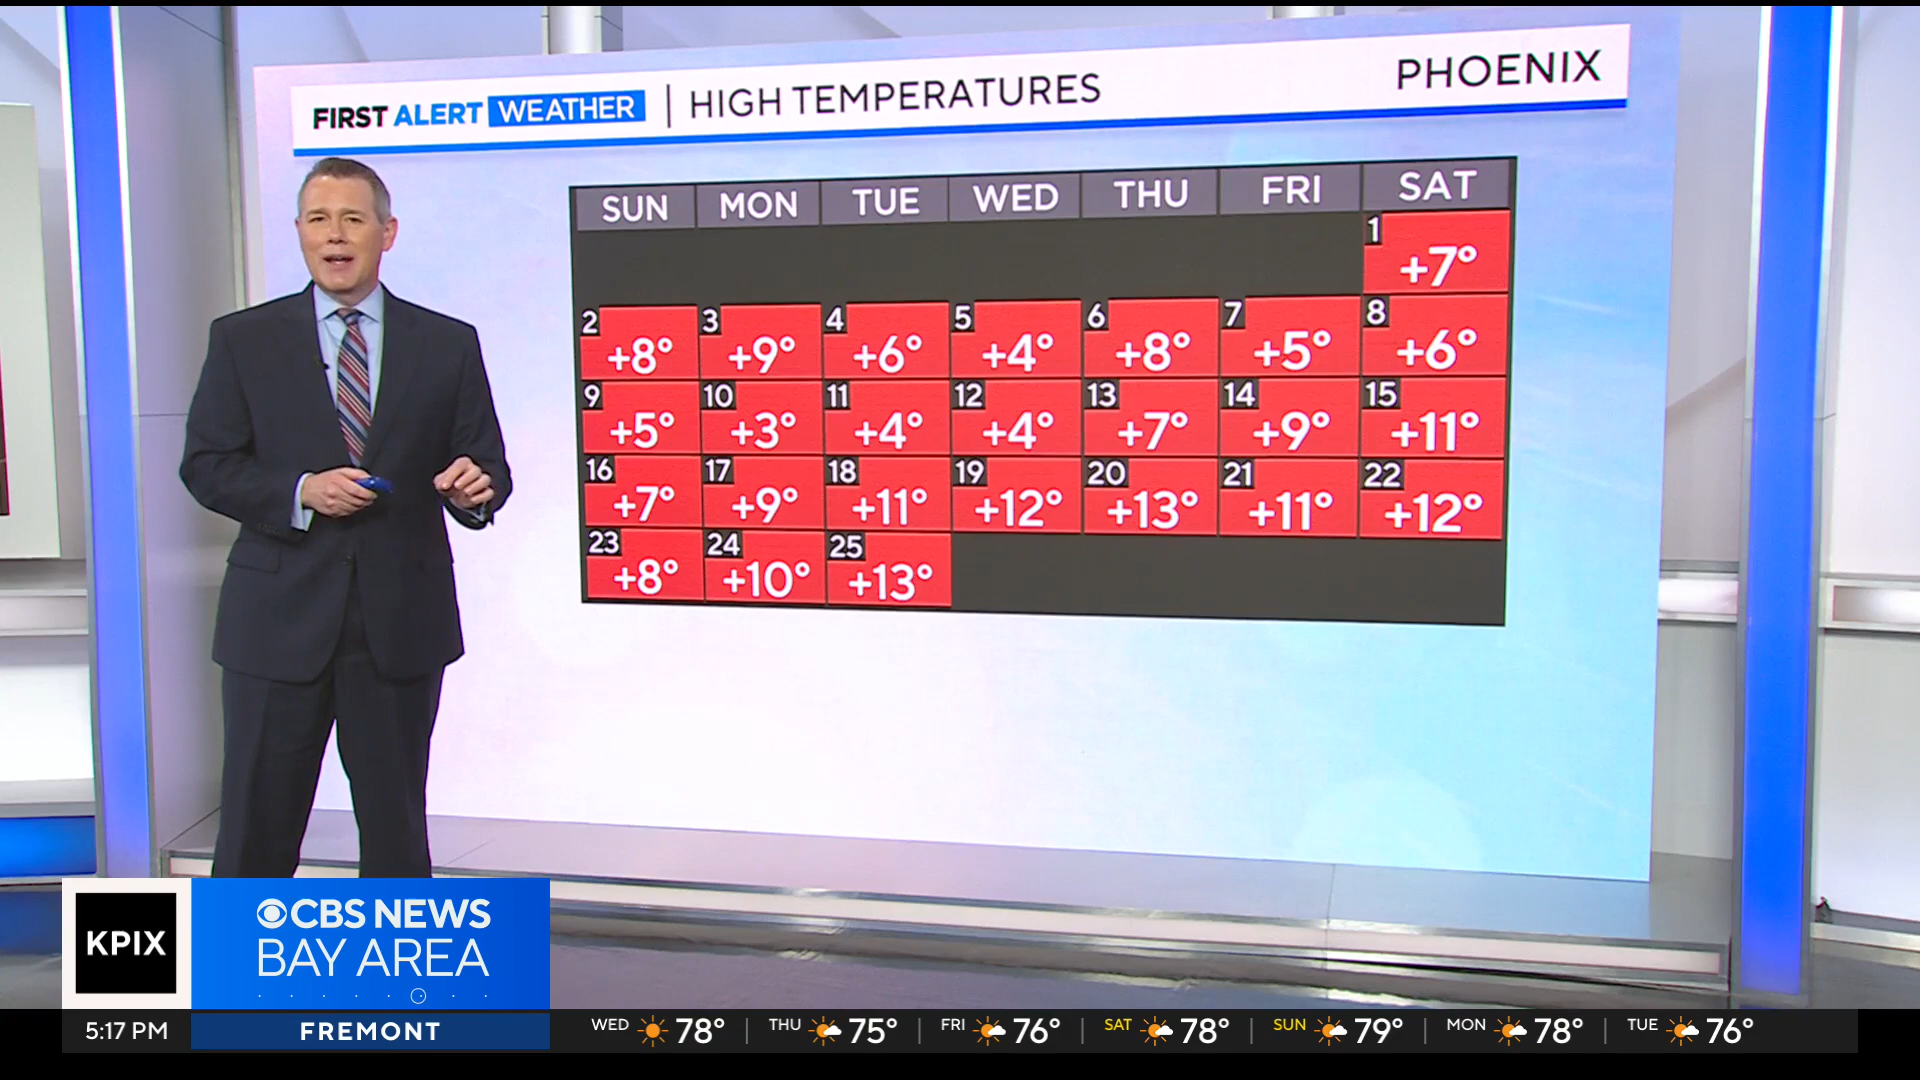 FIRST ALERT WEATHER | HIGH TEMPERATURES
PHOENIX
SUN MON TUE WED THU FRI SAT
1
+7°
2 3 4 5 6 7 8
+8° +9° +6° +4° +8° +5° +6°
9 10 11 12 13 14 15
+5° +3° +4° +4° +7° +9° +11°
16 17 18 19 20 21 22
+7° +9° +11° +12° +13° +11° +12°
23 24 25
+8° +10° +13°
KPIX
CBS NEWS
BAY AREA
5:17 PM
FREMONT
WED 78° | THU 75° | FRI 76° | SAT 78° | SUN 79° | MON 78° | TUE 76°